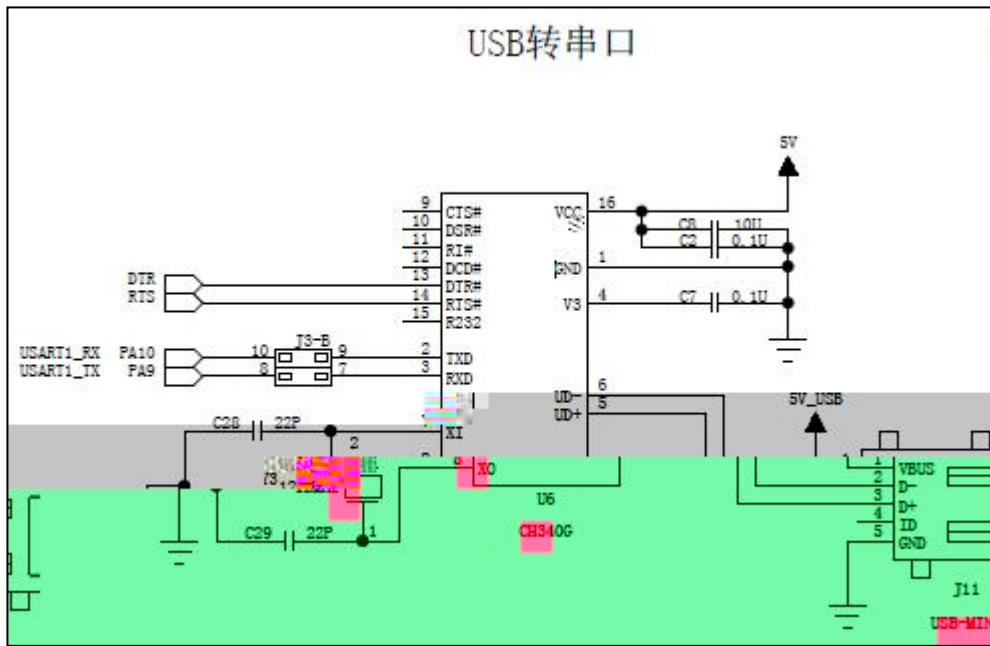 USB转串口
5V
9 CTS# VCC 16
10 DSR# C8 10U
11 RI# C2 0.1U
12 DCD# GND 1
DTR 13 DTR#
RTS 14 RTS# V3 4 C7 0.1U
15 R232
J3-B
USART1_RX PA10 10 9 2 TXD
USART1_TX PA9 8 7 3 RXD
UD- 6
UD+ 5 5V_USB
C28 22P XI
2
XO 1 VBUS
2 D-
U6 3 D+
4 ID
C29 22P 1 CH340G 5 GND
J11
USB-MIN